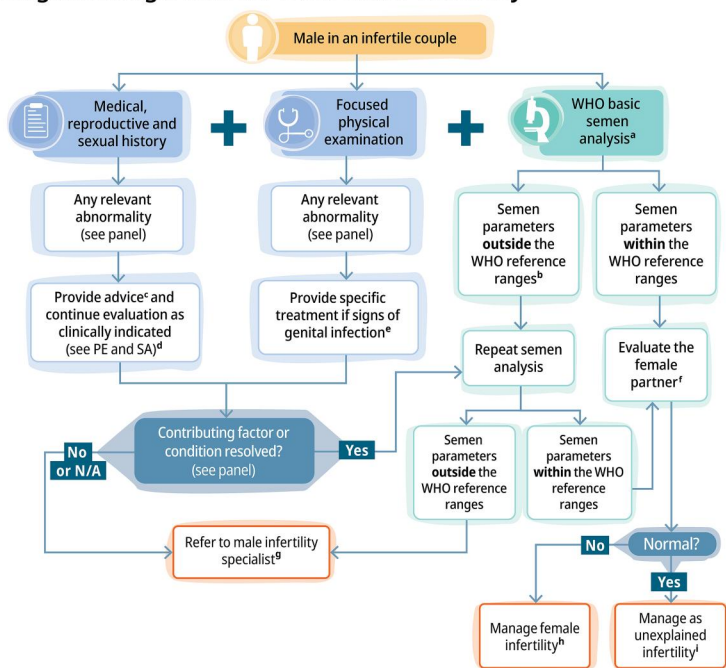 Male in an infertile couple
Medical,
reproductive and
sexual history
+
Focused
physical
examination
+
WHO basic
semen
analysisᵃ
Any relevant
abnormality
(see panel)
Any relevant
abnormality
(see panel)
Semen
parameters
outside the
WHO reference
rangesᵇ
Semen
parameters
within the
WHO reference
ranges
Provide adviceᶜ and
continue evaluation as
clinically indicated
(see PE and SA)ᵈ
Provide specific
treatment if signs of
genital infectionᵉ
Repeat semen
analysis
Evaluate the
female
partnerᶠ
Contributing factor or
condition resolved?
(see panel)
No
or N/A
Yes
Semen
parameters
outside the
WHO reference
ranges
Semen
parameters
within the WHO
reference
ranges
Refer to male infertility
specialistᵍ
Normal?
No
Yes
Manage female
infertilityʰ
Manage as
unexplained
infertilityⁱ